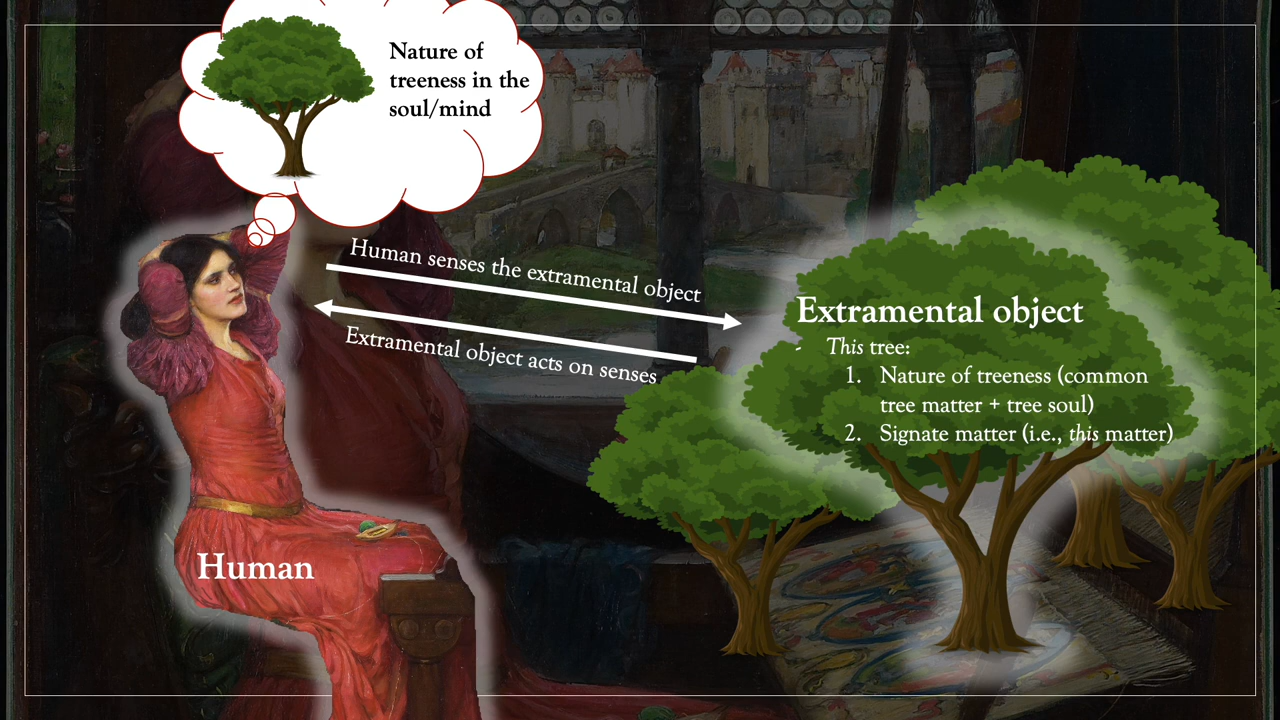 Nature of
treeness in the
soul/mind
Human senses the extramental object
Extramental object acts on senses
Extramental object
- This tree:
1. Nature of treeness (common
tree matter + tree soul)
2. Signate matter (i.e., this matter)
Human